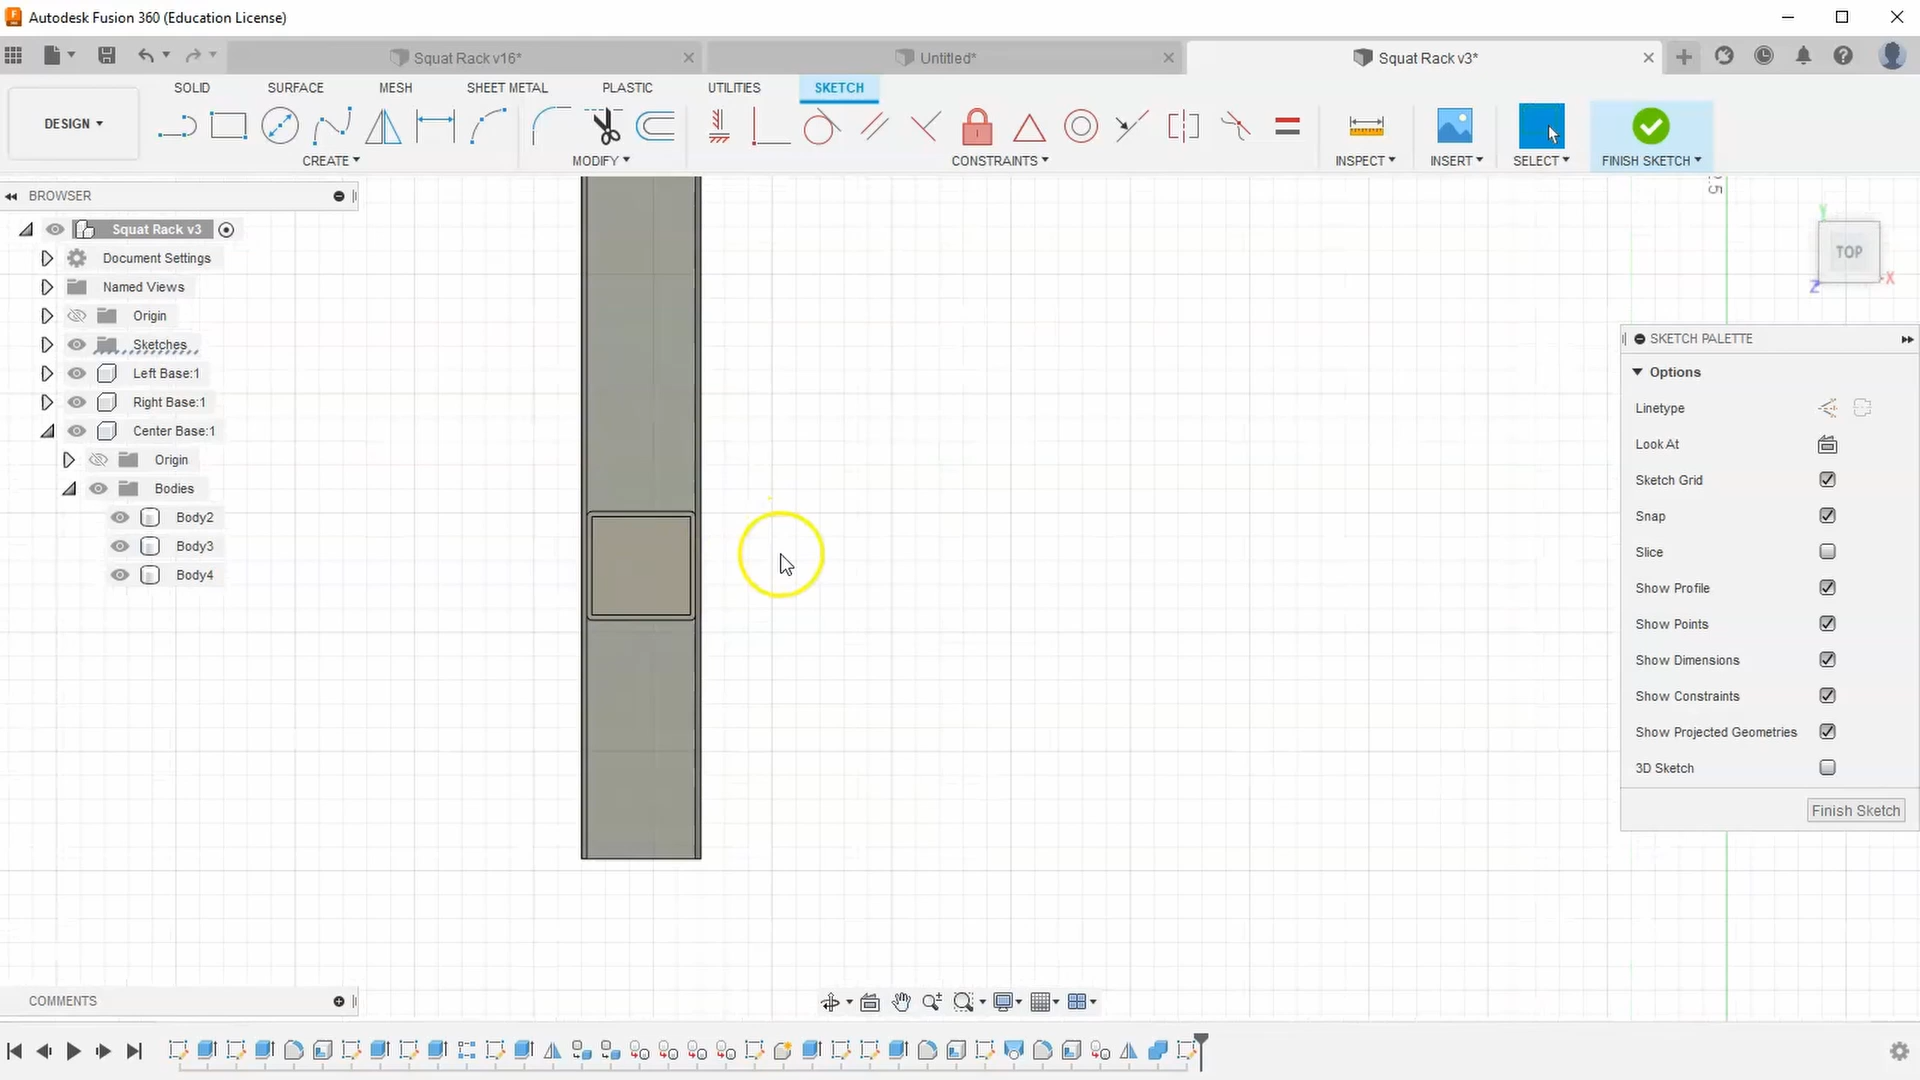 Autodesk Fusion 360 (Education License)
Squat Rack v16*
Untitled*
Squat Rack v3*
DESIGN
SOLID
SURFACE
MESH
SHEET METAL
PLASTIC
UTILITIES
SKETCH
CREATE
MODIFY
CONSTRAINTS
INSPECT
INSERT
SELECT
FINISH SKETCH
BROWSER
Squat Rack v3
Document Settings
Named Views
Origin
Sketches
Left Base:1
Right Base:1
Center Base:1
Origin
Bodies
Body2
Body3
Body4
Y
TOP
X
Z
SKETCH PALETTE
Options
Linetype
Look At
Sketch Grid
Snap
Slice
Show Profile
Show Points
Show Dimensions
Show Constraints
Show Projected Geometries
3D Sketch
Finish Sketch
COMMENTS